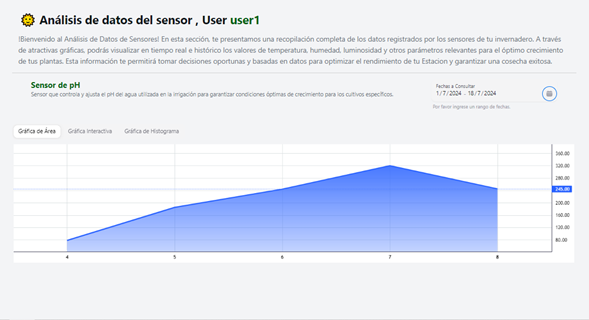 Análisis de datos del sensor , User user1
!Bienvenido al Análisis de Datos de Sensores! En esta sección, te presentamos una recopilación completa de los datos registrados por los sensores de tu invernadero. A través
de atractivas gráficas, podrás visualizar en tiempo real e histórico los valores de temperatura, humedad, luminosidad y otros parámetros relevantes para el óptimo crecimiento
de tus plantas. Esta información te permitirá tomar decisiones oportunas y basadas en datos para optimizar el rendimiento de tu Estacion y garantizar una cosecha exitosa.
Sensor de pH
Sensor que controla y ajusta el pH del agua utilizada en la irrigación para garantizar condiciones óptimas de crecimiento para los cultivos específicos.
Fechas a Consultar
1/7/2024 - 18/7/2024
Por favor ingrese un rango de fechas.
Gráfica de Área Gráfica Interactiva Gráfica de Histograma
360.00
320.00
280.00
245.00
200.00
160.00
120.00
80.00
4 5 6 7 8